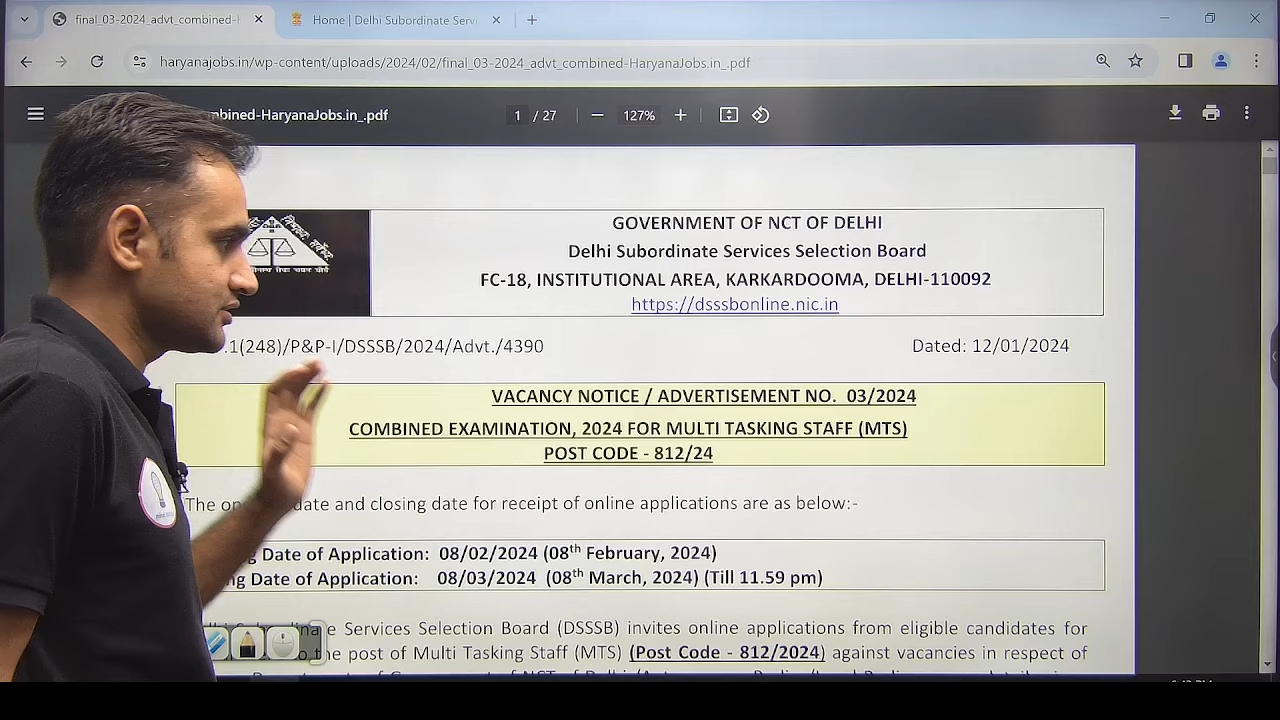 final_03-2024_advt_combined-H
Home | Delhi Subordinate Servi
haryanajobs.in/wp-content/uploads/2024/02/final_03-2024_advt_combined-HaryanaJobs.in_.pdf
mbined-HaryanaJobs.in_.pdf
1 / 27
127%
GOVERNMENT OF NCT OF DELHI
Delhi Subordinate Services Selection Board
FC-18, INSTITUTIONAL AREA, KARKARDOOMA, DELHI-110092
https://dsssbonline.nic.in
.1(248)/P&P-I/DSSSB/2024/Advt./4390
Dated: 12/01/2024
VACANCY NOTICE / ADVERTISEMENT NO. 03/2024
COMBINED EXAMINATION, 2024 FOR MULTI TASKING STAFF (MTS)
POST CODE - 812/24
The date and closing date for receipt of online applications are as below:-
Date of Application: 08/02/2024 (08th February, 2024)
Date of Application: 08/03/2024 (08th March, 2024) (Till 11.59 pm)
Services Selection Board (DSSSB) invites online applications from eligible candidates for
the post of Multi Tasking Staff (MTS) (Post Code - 812/2024) against vacancies in respect of